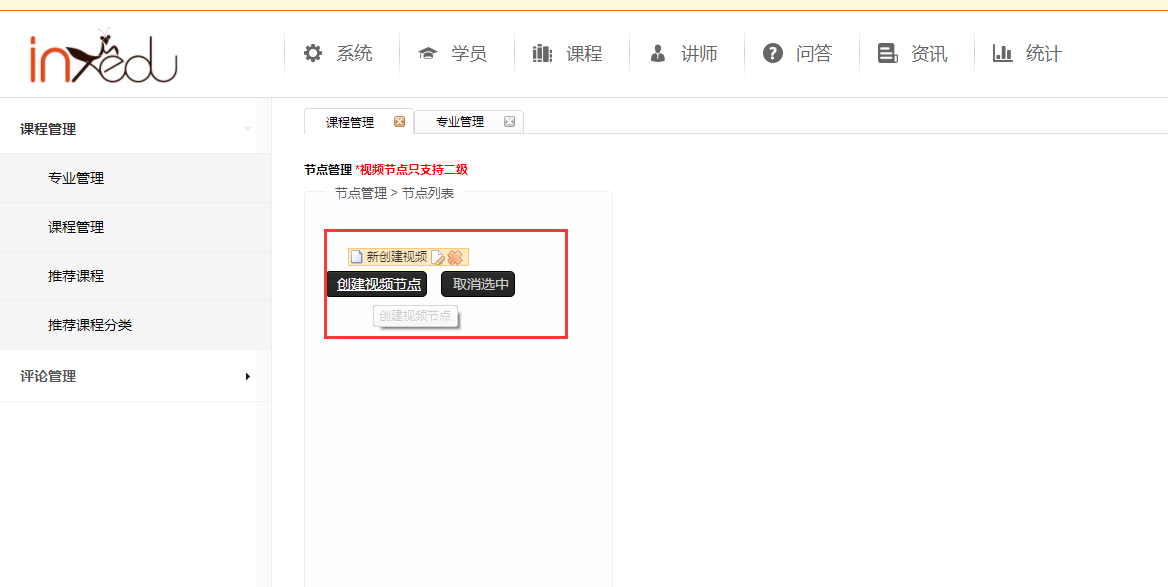 inxedu
系统 学员 课程 讲师 问答 资讯 统计
课程管理
专业管理
课程管理
推荐课程
推荐课程分类
评论管理
课程管理 专业管理
节点管理 *视频节点只支持二级
节点管理 > 节点列表
新创建视频
创建视频节点 取消选中
创建视频节点